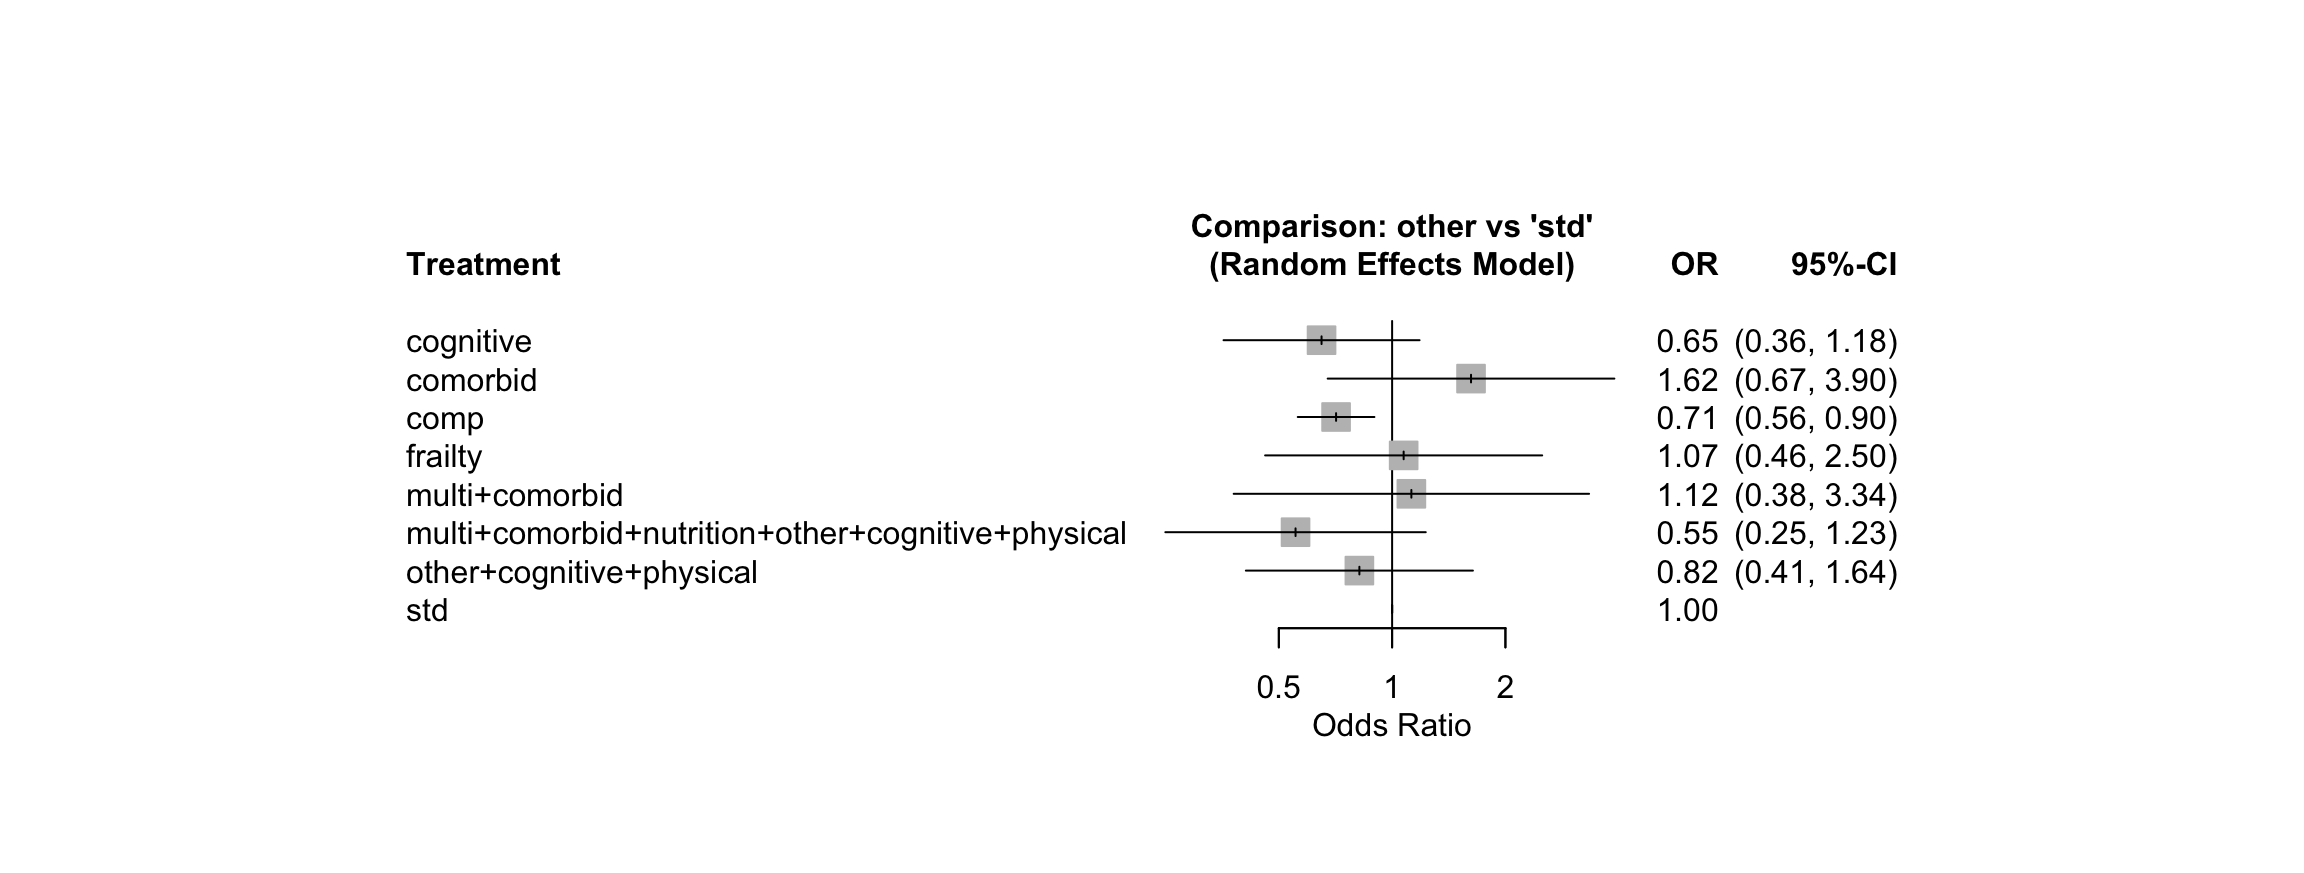 Comparison: other vs 'std'
Treatment (Random Effects Model) OR 95%-CI
cognitive 0.65 (0.36, 1.18)
comorbid 1.62 (0.67, 3.90)
comp 0.71 (0.56, 0.90)
frailty 1.07 (0.46, 2.50)
multi+comorbid 1.12 (0.38, 3.34)
multi+comorbid+nutrition+other+cognitive+physical 0.55 (0.25, 1.23)
other+cognitive+physical 0.82 (0.41, 1.64)
std 1.00
0.5 1 2
Odds Ratio